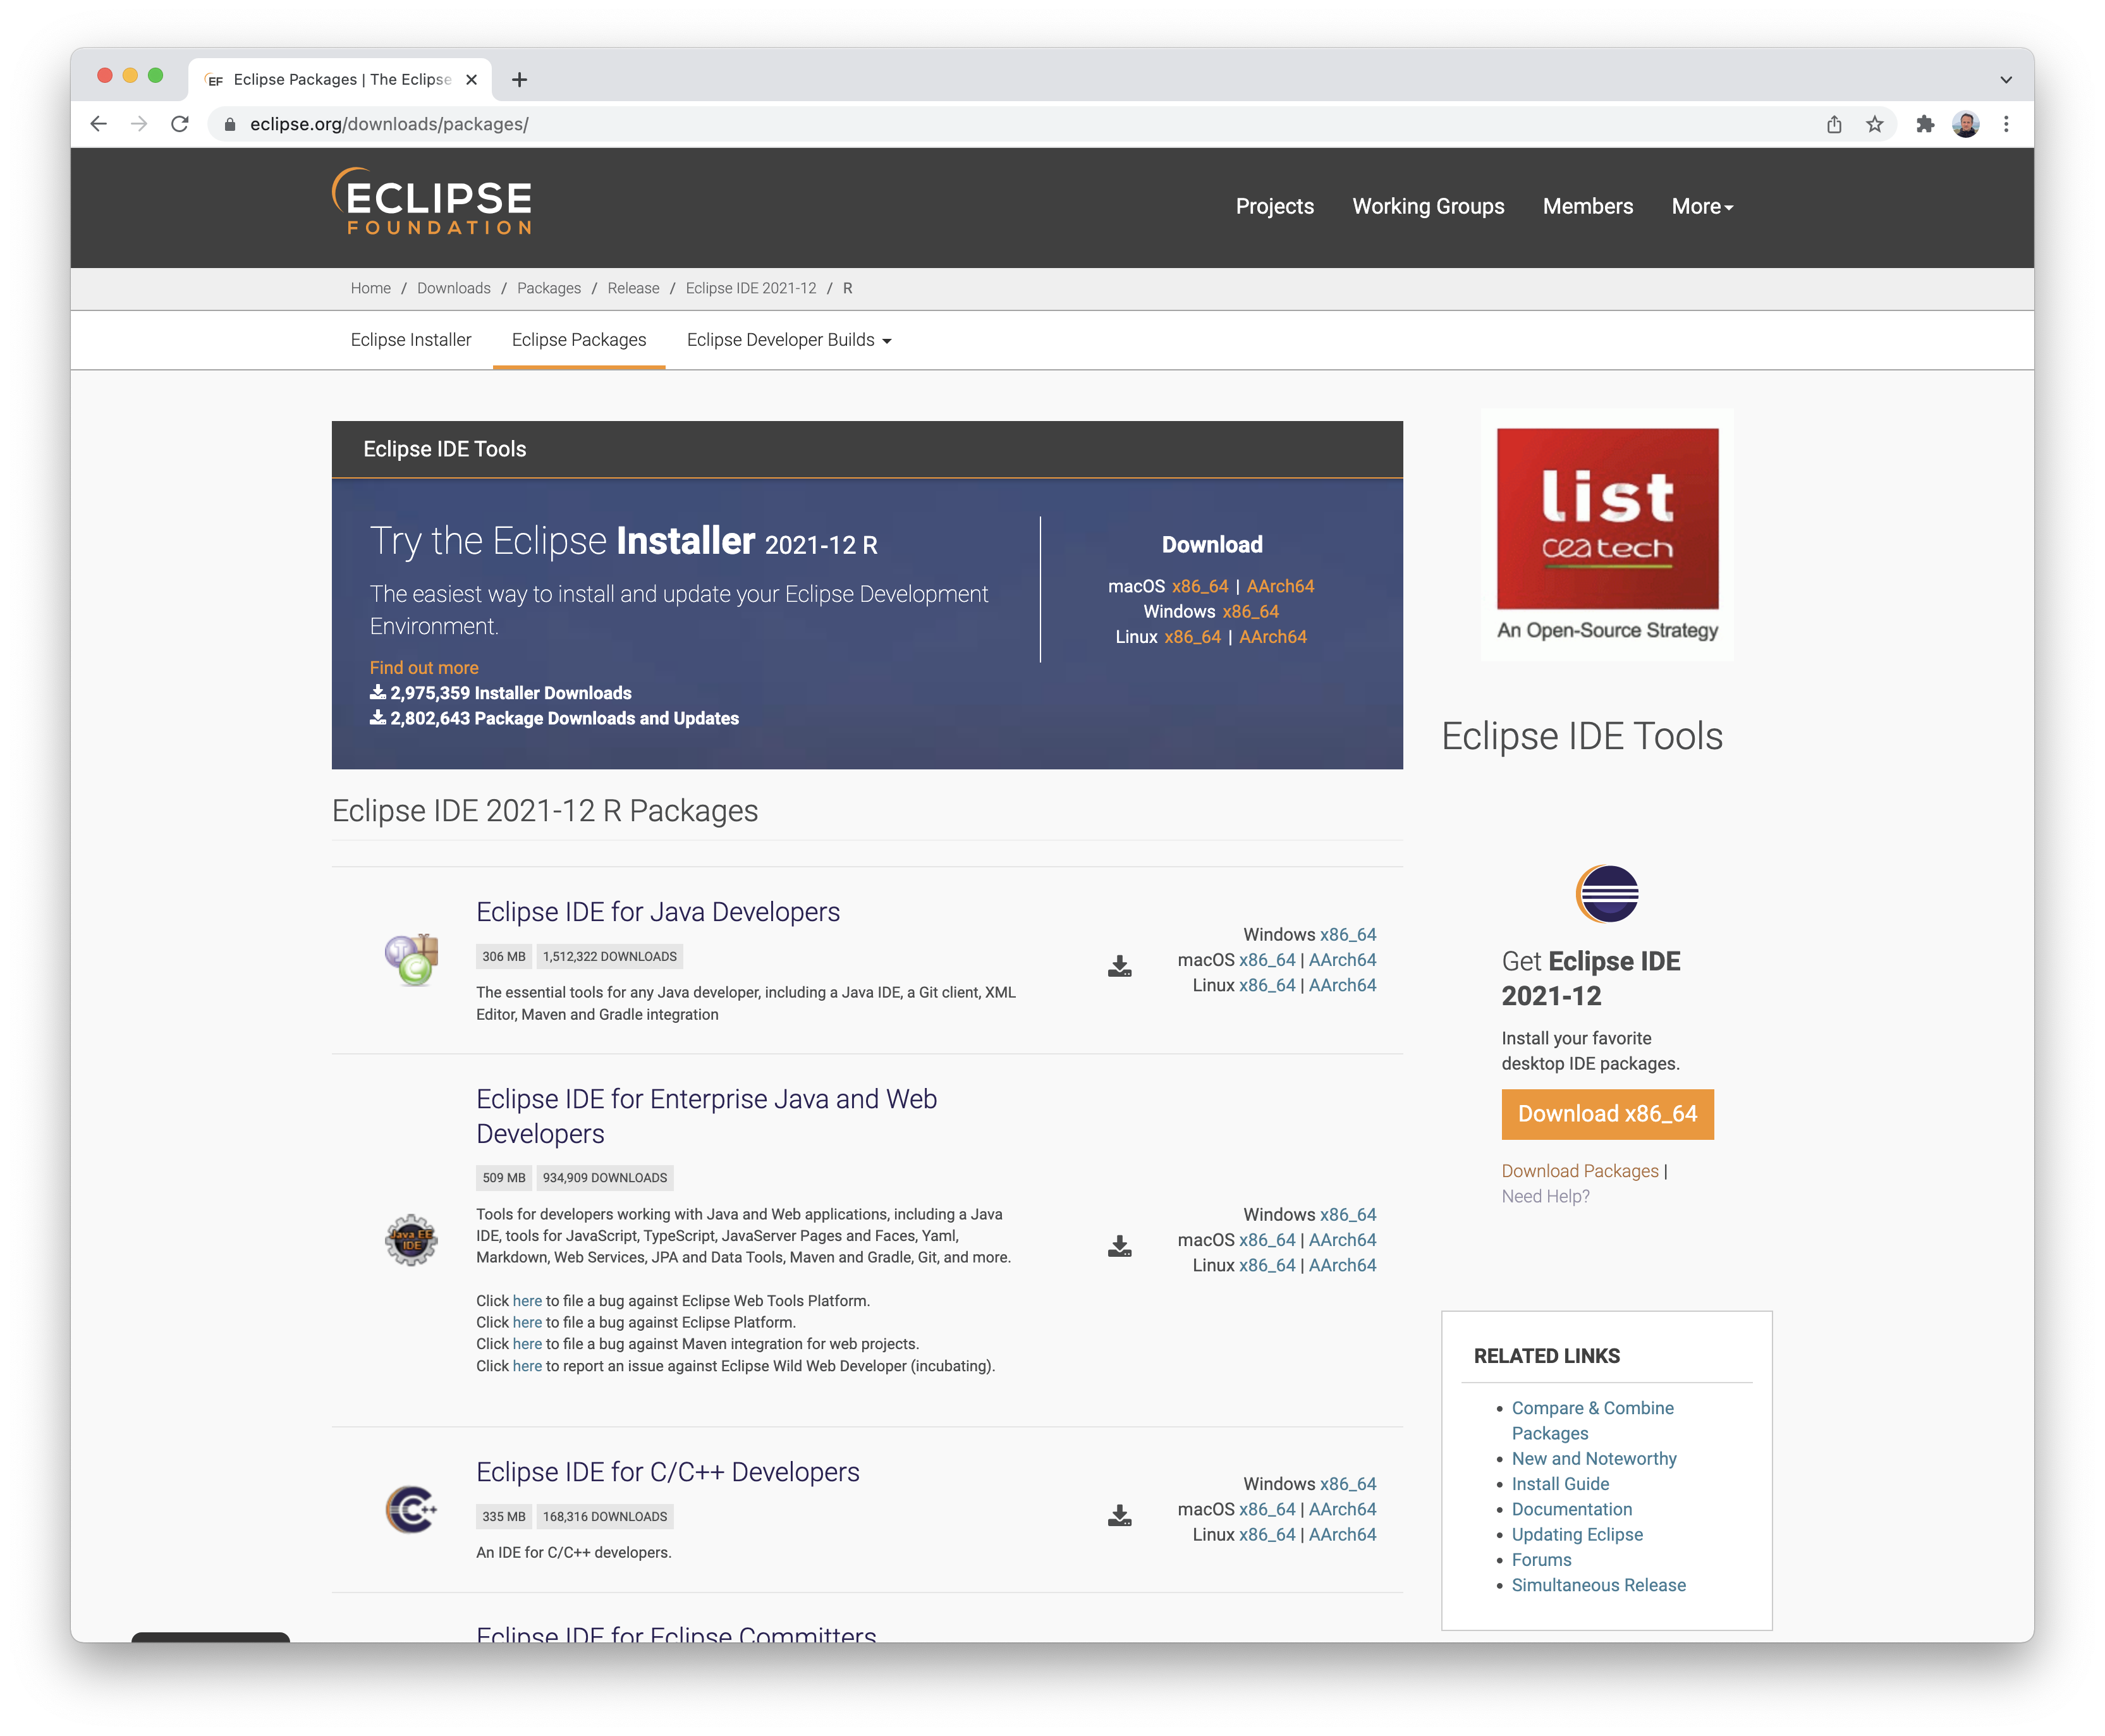 EF Eclipse Packages | The Eclipse
eclipse.org/downloads/packages/
ECLIPSE
FOUNDATION
Projects Working Groups Members More
Home / Downloads / Packages / Release / Eclipse IDE 2021-12 / R
Eclipse Installer Eclipse Packages Eclipse Developer Builds
Eclipse IDE Tools
Try the Eclipse Installer 2021-12 R
The easiest way to install and update your Eclipse Development
Environment.
Find out more
2,975,359 Installer Downloads
2,802,643 Package Downloads and Updates
Download
macOS x86_64 | AArch64
Windows x86_64
Linux x86_64 | AArch64
list
ceatech
An Open-Source Strategy
Eclipse IDE Tools
Eclipse IDE 2021-12 R Packages
Eclipse IDE for Java Developers
306 MB 1,512,322 DOWNLOADS
The essential tools for any Java developer, including a Java IDE, a Git client, XML
Editor, Maven and Gradle integration
Windows x86_64
macOS x86_64 | AArch64
Linux x86_64 | AArch64
J
C
Eclipse IDE for Enterprise Java and Web
Developers
509 MB 934,909 DOWNLOADS
Tools for developers working with Java and Web applications, including a Java
IDE, tools for JavaScript, TypeScript, JavaServer Pages and Faces, Yaml,
Markdown, Web Services, JPA and Data Tools, Maven and Gradle, Git, and more.
Click here to file a bug against Eclipse Web Tools Platform.
Click here to file a bug against Eclipse Platform.
Click here to file a bug against Maven integration for web projects.
Click here to report an issue against Eclipse Wild Web Developer (incubating).
Java EE
IDE
Windows x86_64
macOS x86_64 | AArch64
Linux x86_64 | AArch64
Eclipse IDE for C/C++ Developers
335 MB 168,316 DOWNLOADS
An IDE for C/C++ developers.
C++
Windows x86_64
macOS x86_64 | AArch64
Linux x86_64 | AArch64
Eclipse IDE for Eclipse Committers
Get Eclipse IDE
2021-12
Install your favorite
desktop IDE packages.
Download x86_64
Download Packages |
Need Help?
RELATED LINKS
Compare & Combine
Packages
New and Noteworthy
Install Guide
Documentation
Updating Eclipse
Forums
Simultaneous Release